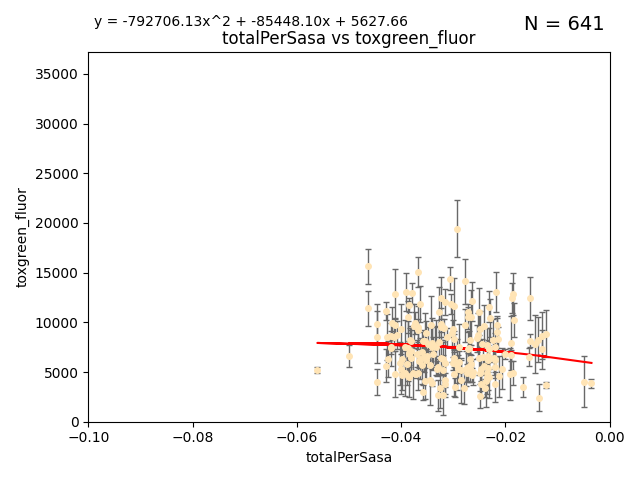 y = -792706.13x^2 + -85448.10x + 5627.66
N = 641
totalPerSasa vs toxgreen_fluor
35000
30000
25000
20000
15000
10000
5000
0
toxgreen_fluor
−0.10
−0.08
−0.06
−0.04
−0.02
0.00
totalPerSasa